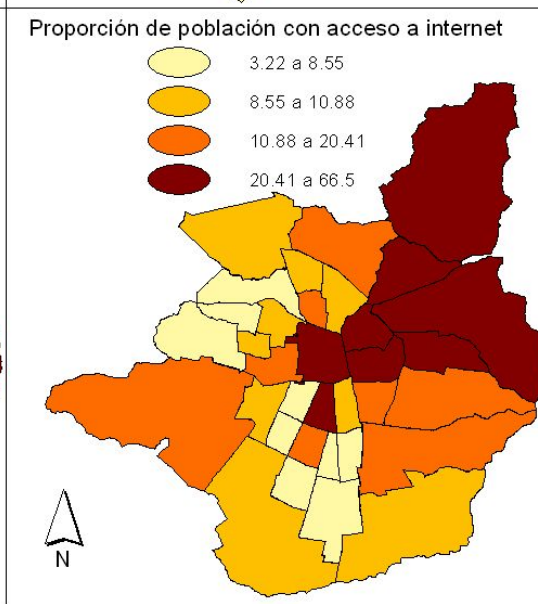 Proporción de población con acceso a internet
3.22 a 8.55
8.55 a 10.88
10.88 a 20.41
20.41 a 66.5
N